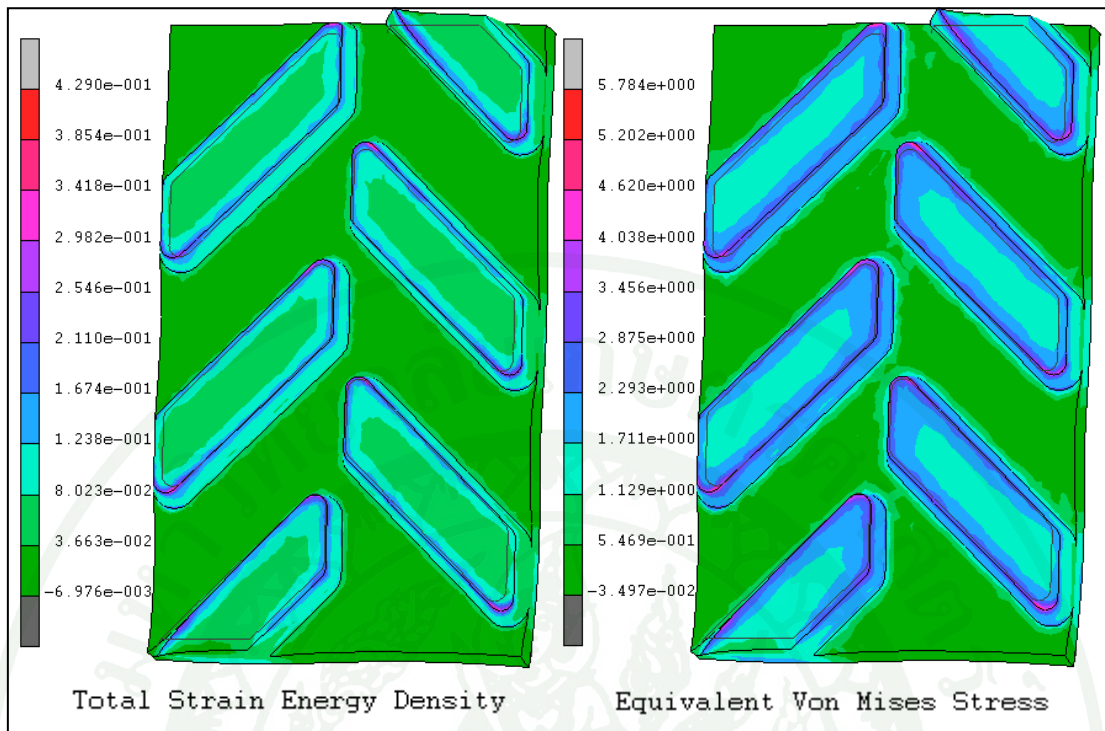 4.290e-001
3.854e-001
3.418e-001
2.982e-001
2.546e-001
2.110e-001
1.674e-001
1.238e-001
8.023e-002
3.663e-002
-6.976e-003
Total Strain Energy Density
5.784e+000
5.202e+000
4.620e+000
4.038e+000
3.456e+000
2.875e+000
2.293e+000
1.711e+000
1.129e+000
5.469e-001
-3.497e-002
Equivalent Von Mises Stress